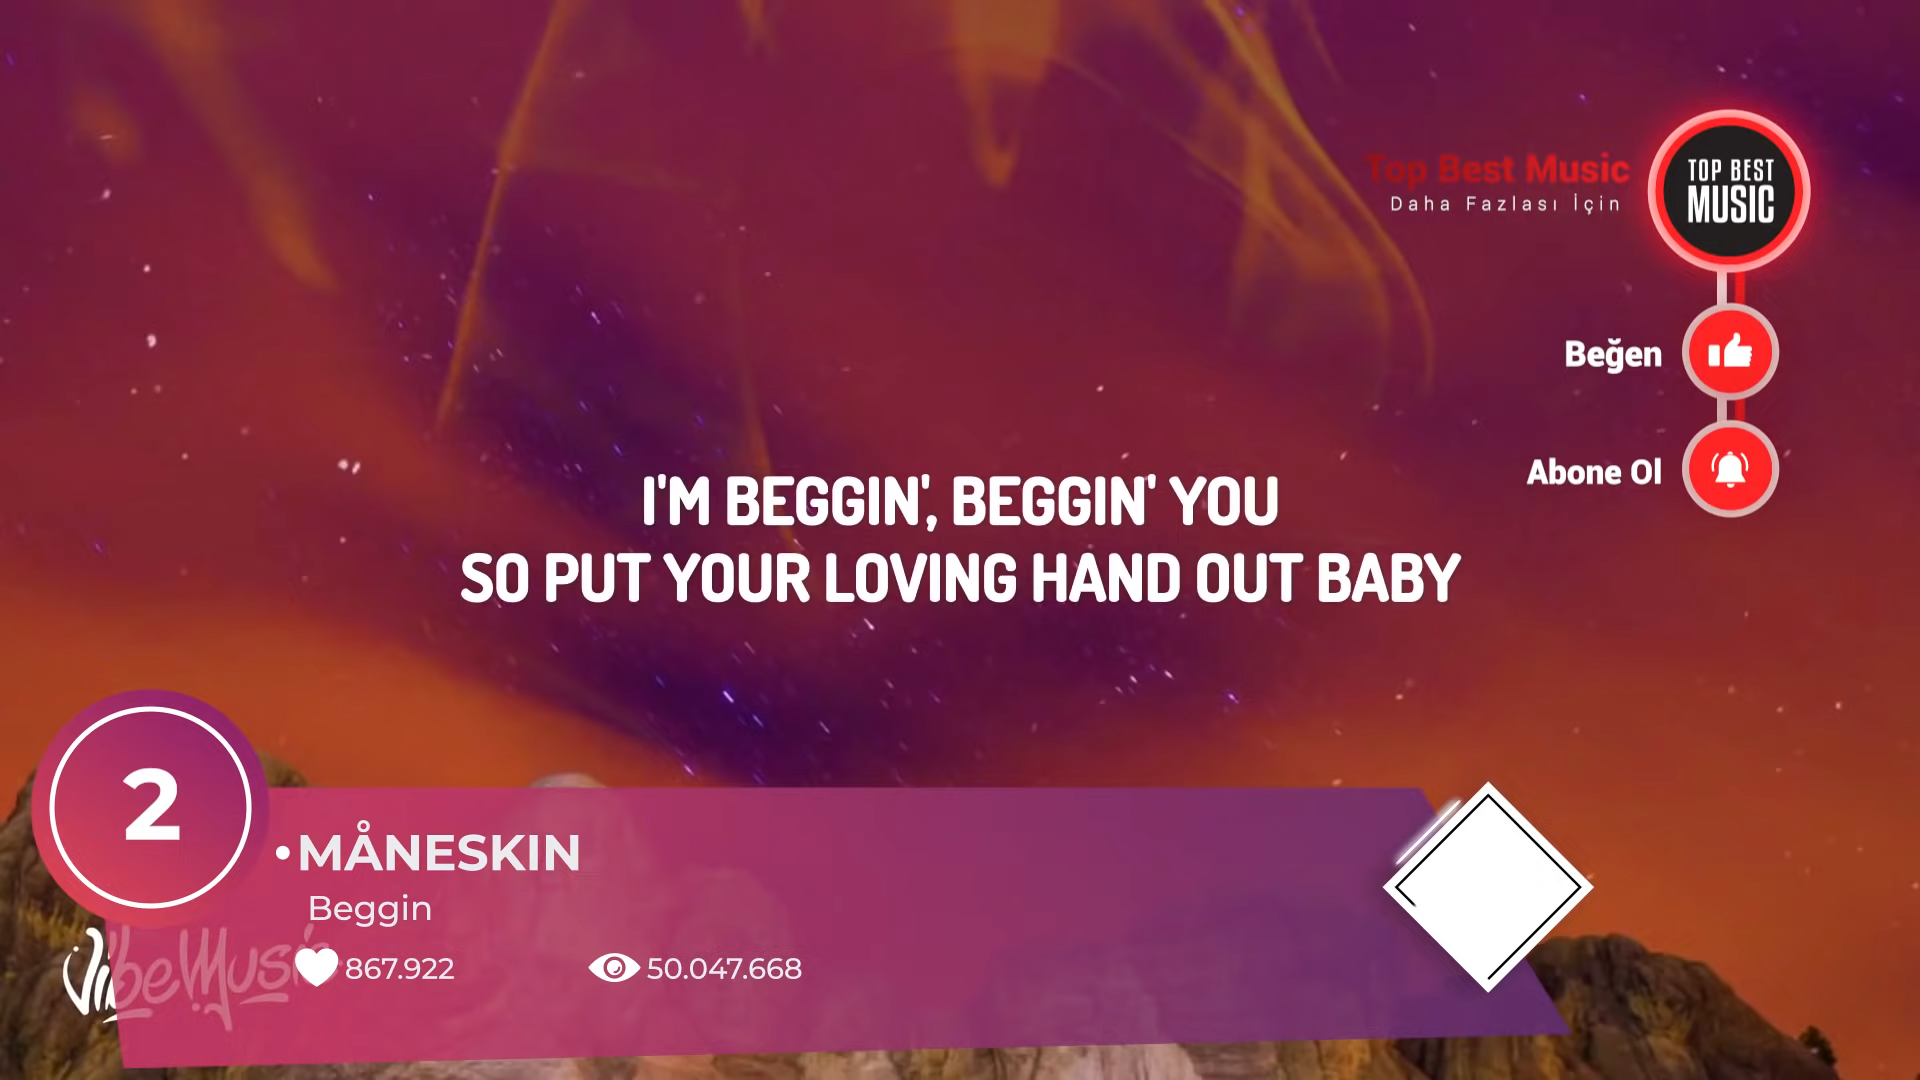 Top Best Music
Daha Fazlası İçin
TOP BEST
MUSIC
Beğen
Abone Ol
I'M BEGGIN', BEGGIN' YOU
SO PUT YOUR LOVING HAND OUT BABY
2
•MÅNESKIN
Beggin
867.922
50.047.668
VibeMusic